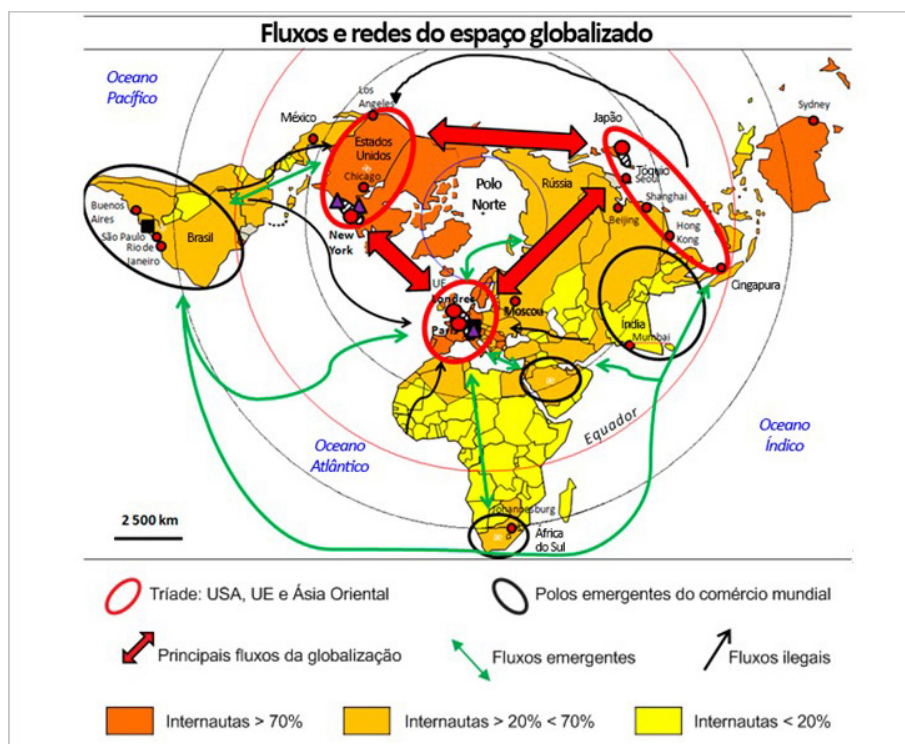 Fluxos e redes do espaço globalizado
Oceano
Pacífico
Los
Angeles
México
Estados
Unidos
Chicago
New
York
Japão
Tóquio
Seoul
Sydney
Rússia
Polo
Norte
Shanghai
Beijing
Hong
Kong
Cingapura
Buenos
Aires
São Paulo
Rio de
Janeiro
Brasil
UE
Londres
Paris
Moscou
Índia
Mumbai
Equador
Oceano
Atlântico
Oceano
Índico
Johannesburg
África
do Sul
2 500 km
Tríade: USA, UE e Ásia Oriental
Polos emergentes do comércio mundial
Principais fluxos da globalização
Fluxos emergentes
Fluxos ilegais
Internautas > 70%
Internautas > 20% < 70%
Internautas < 20%